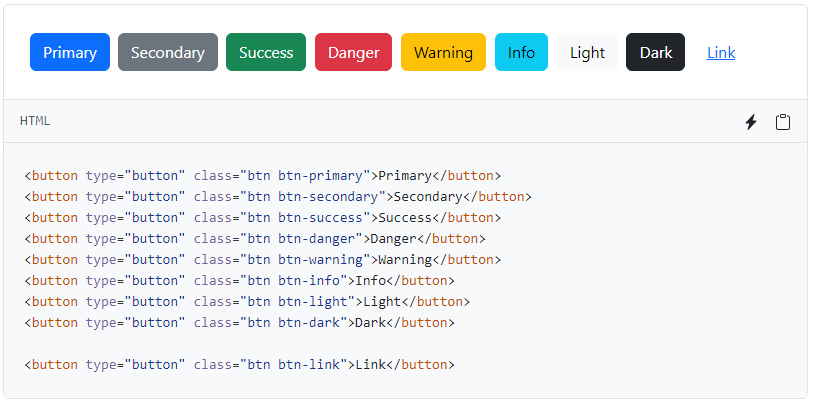 Primary Secondary Success Danger Warning Info Light Dark Link
HTML
<button type="button" class="btn btn-primary">Primary</button>
<button type="button" class="btn btn-secondary">Secondary</button>
<button type="button" class="btn btn-success">Success</button>
<button type="button" class="btn btn-danger">Danger</button>
<button type="button" class="btn btn-warning">Warning</button>
<button type="button" class="btn btn-info">Info</button>
<button type="button" class="btn btn-light">Light</button>
<button type="button" class="btn btn-dark">Dark</button>
<button type="button" class="btn btn-link">Link</button>